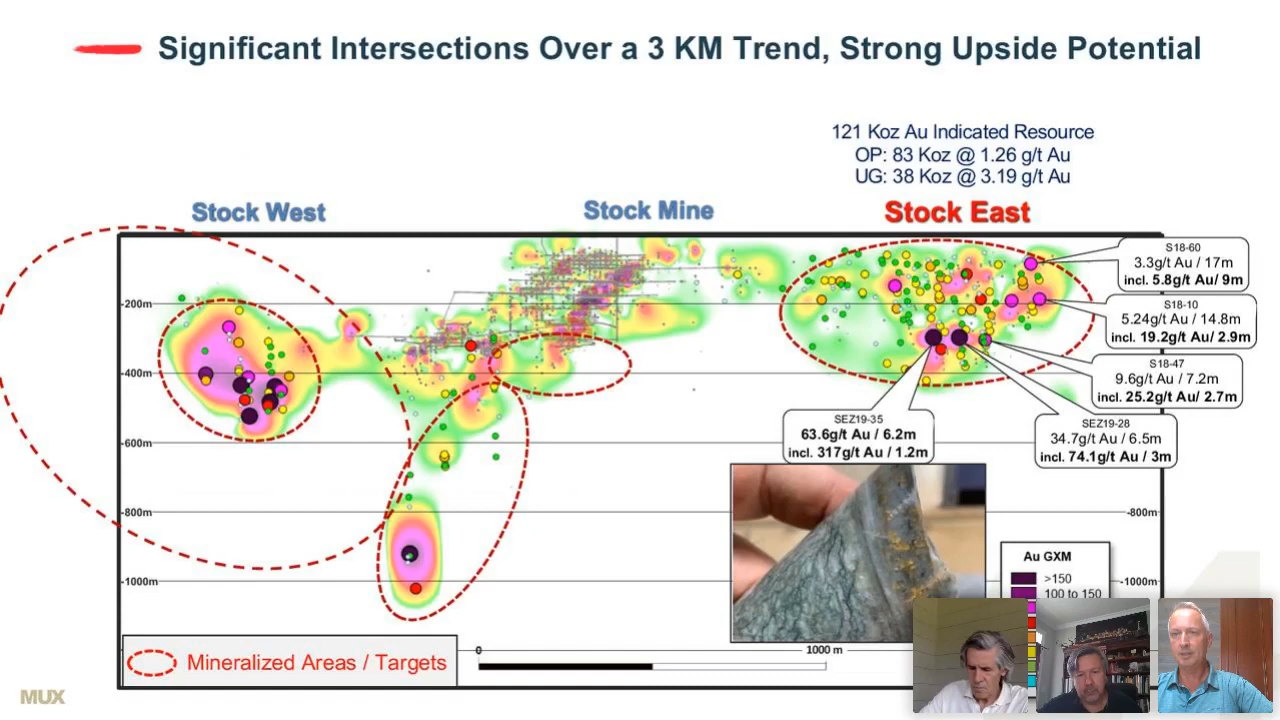 Significant Intersections Over a 3 KM Trend, Strong Upside Potential
121 Koz Au Indicated Resource
OP: 83 Koz @ 1.26 g/t Au
UG: 38 Koz @ 3.19 g/t Au
Stock West
Stock Mine
Stock East
S18-60
3.3g/t Au / 17m
incl. 5.8g/t Au/ 9m
S18-10
5.24g/t Au / 14.8m
incl. 19.2g/t Au/ 2.9m
S18-47
9.6g/t Au / 7.2m
incl. 25.2g/t Au/ 2.7m
SEZ19-35
63.6g/t Au / 6.2m
incl. 317g/t Au / 1.2m
SEZ19-28
34.7g/t Au / 6.5m
incl. 74.1g/t Au / 3m
-200m
-400m
-600m
-800m
-800m
-1000m
-1000m
Au GXM
>150
100 to 150
0
1000 m
Mineralized Areas / Targets
MUX